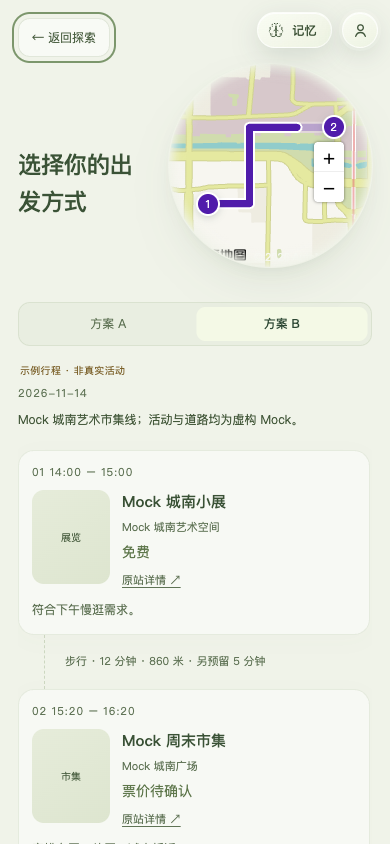 ← 返回探索
记忆
选择你的出
发方式
2
1
+
−
地图
方案 A
方案 B
示例行程 · 非真实活动
2026-11-14
Mock 城南艺术市集线；活动与道路均为虚构 Mock。
01 14:00 — 15:00
展览
Mock 城南小展
Mock 城南艺术空间
免费
原站详情 ↗
符合下午慢逛需求。
步行 · 12 分钟 · 860 米 · 另预留 5 分钟
02 15:20 — 16:20
市集
Mock 周末市集
Mock 城南广场
票价待确认
原站详情 ↗